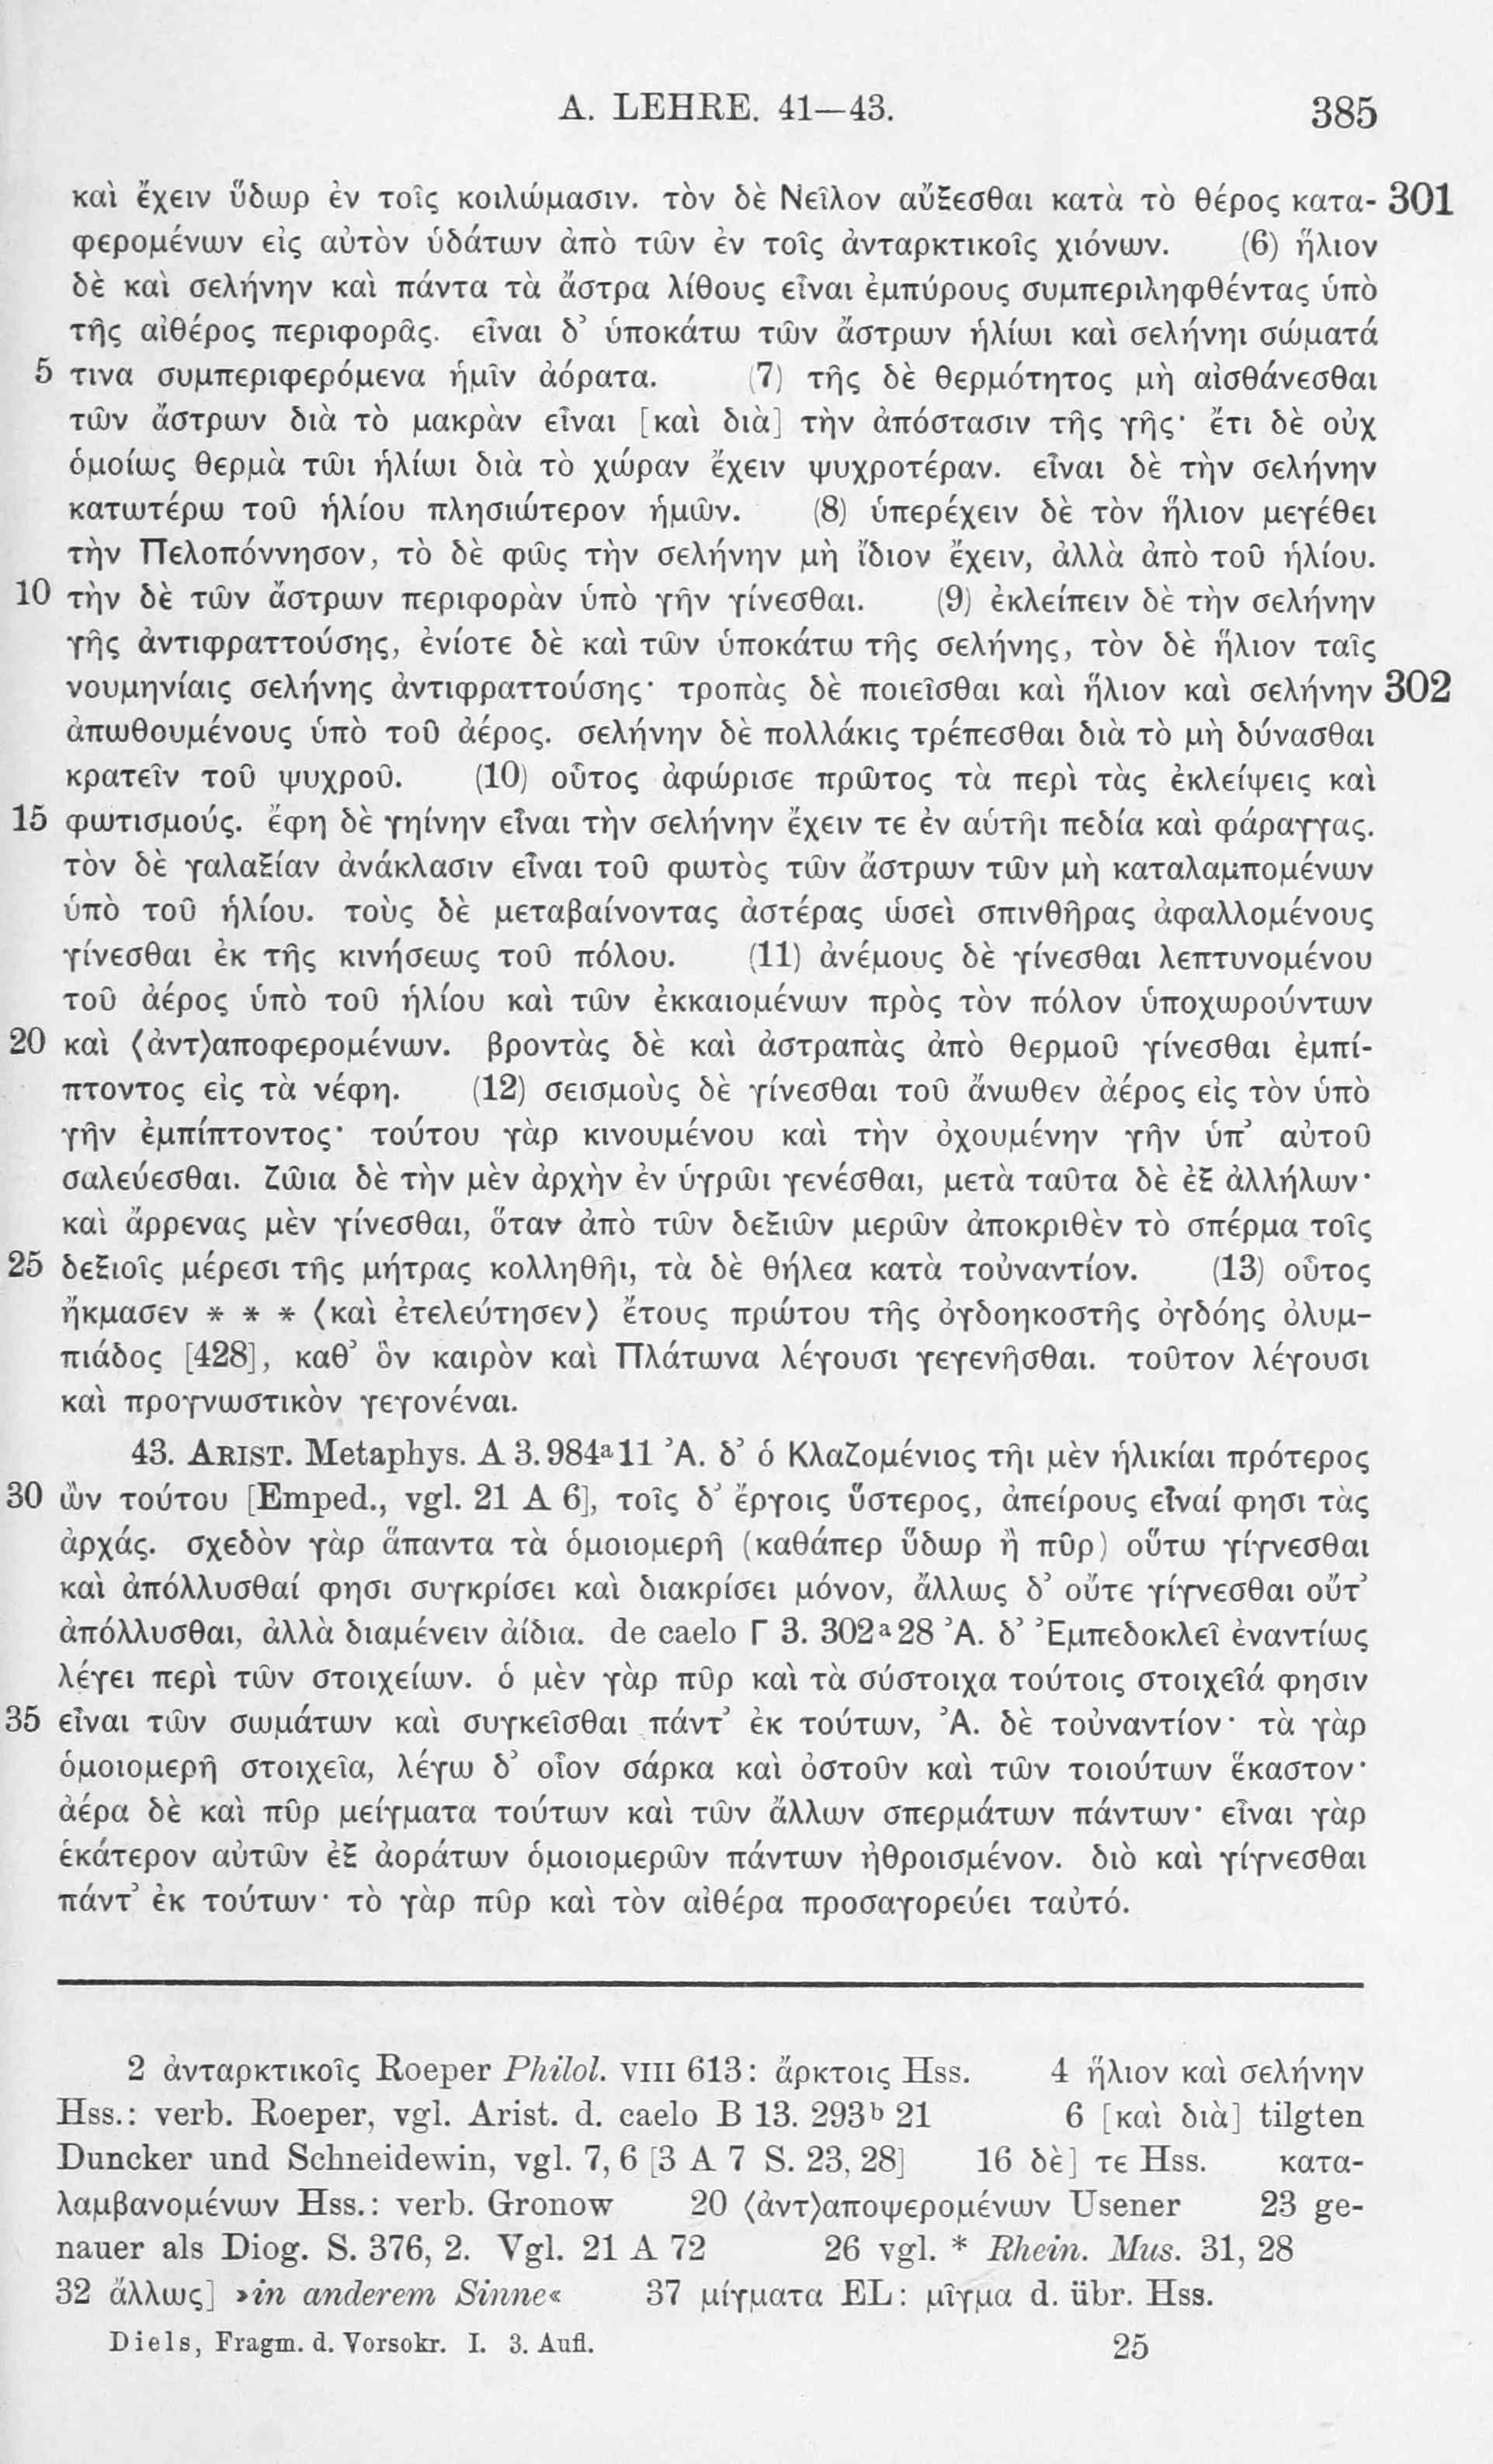 A. LEHRE. 41—43. 385
καὶ ἔχειν ὕδωρ ἐν τοῖς κοιλώμασιν. τὸν δὲ Νεῖλον αὔξεσθαι κατὰ τὸ θέρος κατα- 301
φερομένων εἰς αὐτὸν ὑδάτων ἀπὸ τῶν ἐν τοῖς ἀνταρκτικοῖς χιόνων. (6) ἥλιον
δὲ καὶ σελήνην καὶ πάντα τὰ ἄστρα λίθους εἶναι ἐμπύρους συμπεριληφθέντας ὑπὸ
τῆς αἰθέρος περιφορᾶς. εἶναι δ᾽ ὑποκάτω τῶν ἄστρων ἡλίωι καὶ σελήνηι σώματά
5 τινα συμπεριφερόμενα ἡμῖν ἀόρατα. (7) τῆς δὲ θερμότητος μὴ αἰσθάνεσθαι
τῶν ἄστρων διὰ τὸ μακρὰν εἶναι [καὶ διὰ] τὴν ἀπόστασιν τῆς γῆς· ἔτι δὲ οὐχ
ὁμοίως θερμὰ τῶι ἡλίωι διὰ τὸ χώραν ἔχειν ψυχροτέραν. εἶναι δὲ τὴν σελήνην
κατωτέρω τοῦ ἡλίου πλησιώτερον ἡμῶν. (8) ὑπερέχειν δὲ τὸν ἥλιον μεγέθει
τὴν Πελοπόννησον, τὸ δὲ φῶς τὴν σελήνην μὴ ἴδιον ἔχειν, ἀλλὰ ἀπὸ τοῦ ἡλίου.
10 τὴν δὲ τῶν ἄστρων περιφορὰν ὑπὸ γῆν γίνεσθαι. (9) ἐκλείπειν δὲ τὴν σελήνην
γῆς ἀντιφραττούσης, ἐνίοτε δὲ καὶ τῶν ὑποκάτω τῆς σελήνης, τὸν δὲ ἥλιον ταῖς
νουμηνίαις σελήνης ἀντιφραττούσης· τροπὰς δὲ ποιεῖσθαι καὶ ἥλιον καὶ σελήνην 302
ἀπωθουμένους ὑπὸ τοῦ ἀέρος. σελήνην δὲ πολλάκις τρέπεσθαι διὰ τὸ μὴ δύνασθαι
κρατεῖν τοῦ ψυχροῦ. (10) οὗτος ἀφώρισε πρῶτος τὰ περὶ τὰς ἐκλείψεις καὶ
15 φωτισμούς. ἔφη δὲ γηίνην εἶναι τὴν σελήνην ἔχειν τε ἐν αὑτῆι πεδία καὶ φάραγγας.
τὸν δὲ γαλαξίαν ἀνάκλασιν εἶναι τοῦ φωτὸς τῶν ἄστρων τῶν μὴ καταλαμπομένων
ὑπὸ τοῦ ἡλίου. τοὺς δὲ μεταβαίνοντας ἀστέρας ὡσεὶ σπινθῆρας ἀφαλλομένους
γίνεσθαι ἐκ τῆς κινήσεως τοῦ πόλου. (11) ἀνέμους δὲ γίνεσθαι λεπτυνομένου
τοῦ ἀέρος ὑπὸ τοῦ ἡλίου καὶ τῶν ἐκκαιομένων πρὸς τὸν πόλον ὑποχωρούντων
20 καὶ ⟨ἀντ⟩αποφερομένων. βροντὰς δὲ καὶ ἀστραπὰς ἀπὸ θερμοῦ γίνεσθαι ἐμπί-
πτοντος εἰς τὰ νέφη. (12) σεισμοὺς δὲ γίνεσθαι τοῦ ἄνωθεν ἀέρος εἰς τὸν ὑπὸ
γῆν ἐμπίπτοντος· τούτου γὰρ κινουμένου καὶ τὴν ὀχουμένην γῆν ὑπ᾽ αὐτοῦ
σαλεύεσθαι. ζῶια δὲ τὴν μὲν ἀρχὴν ἐν ὑγρῶι γενέσθαι, μετὰ ταῦτα δὲ ἐξ ἀλλήλων·
καὶ ἄρρενας μὲν γίνεσθαι, ὅταν ἀπὸ τῶν δεξιῶν μερῶν ἀποκριθὲν τὸ σπέρμα τοῖς
25 δεξιοῖς μέρεσι τῆς μήτρας κολληθῆι, τὰ δὲ θήλεα κατὰ τοὐναντίον. (13) οὗτος
ἤκμασεν * * * ⟨καὶ ἐτελεύτησεν⟩ ἔτους πρώτου τῆς ὀγδοηκοστῆς ὀγδόης ὀλυμ-
πιάδος [428], καθ᾽ ὃν καιρὸν καὶ Πλάτωνα λέγουσι γεγενῆσθαι. τοῦτον λέγουσι
καὶ προγνωστικὸν γεγονέναι.
43. ARIST. Metaphys. A 3. 984ᵃ11 Ἀ. δ᾽ ὁ Κλαζομένιος τῆι μὲν ἡλικίαι πρότερος
30 ὢν τούτου [Emped., vgl. 21 A 6], τοῖς δ᾽ ἔργοις ὕστερος, ἀπείρους εἶναί φησι τὰς
ἀρχάς. σχεδὸν γὰρ ἅπαντα τὰ ὁμοιομερῆ (καθάπερ ὕδωρ ἢ πῦρ) οὕτω γίγνεσθαι
καὶ ἀπόλλυσθαί φησι συγκρίσει καὶ διακρίσει μόνον, ἄλλως δ᾽ οὔτε γίγνεσθαι οὔτ᾽
ἀπόλλυσθαι, ἀλλὰ διαμένειν ἀίδια. de caelo Γ 3. 302ᵃ28 Ἀ. δ᾽ Ἐμπεδοκλεῖ ἐναντίως
λέγει περὶ τῶν στοιχείων. ὁ μὲν γὰρ πῦρ καὶ τὰ σύστοιχα τούτοις στοιχεῖά φησιν
35 εἶναι τῶν σωμάτων καὶ συγκεῖσθαι πάντ᾽ ἐκ τούτων, Ἀ. δὲ τοὐναντίον· τὰ γὰρ
ὁμοιομερῆ στοιχεῖα, λέγω δ᾽ οἷον σάρκα καὶ ὀστοῦν καὶ τῶν τοιούτων ἕκαστον·
ἀέρα δὲ καὶ πῦρ μείγματα τούτων καὶ τῶν ἄλλων σπερμάτων πάντων· εἶναι γὰρ
ἑκάτερον αὐτῶν ἐξ ἀοράτων ὁμοιομερῶν πάντων ἠθροισμένον. διὸ καὶ γίγνεσθαι
πάντ᾽ ἐκ τούτων· τὸ γὰρ πῦρ καὶ τὸν αἰθέρα προσαγορεύει ταὐτό.
2 ἀνταρκτικοῖς Roeper Philol. VIII 613: ἄρκτοις Hss. 4 ἥλιον καὶ σελήνην
Hss.: verb. Roeper, vgl. Arist. d. caelo B 13. 293ᵇ 21 6 [καὶ διὰ] tilgten
Duncker und Schneidewin, vgl. 7, 6 [3 A 7 S. 23, 28] 16 δὲ] τε Hss. κατα-
λαμβανομένων Hss.: verb. Gronow 20 ⟨ἀντ⟩αποψερομένων Usener 23 ge-
nauer als Diog. S. 376, 2. Vgl. 21 A 72 26 vgl. * Rhein. Mus. 31, 28
32 ἄλλως] »in anderem Sinne« 37 μίγματα EL: μῖγμα d. übr. Hss.
Diels, Fragm. d. Vorsokr. I. 3. Aufl. 25